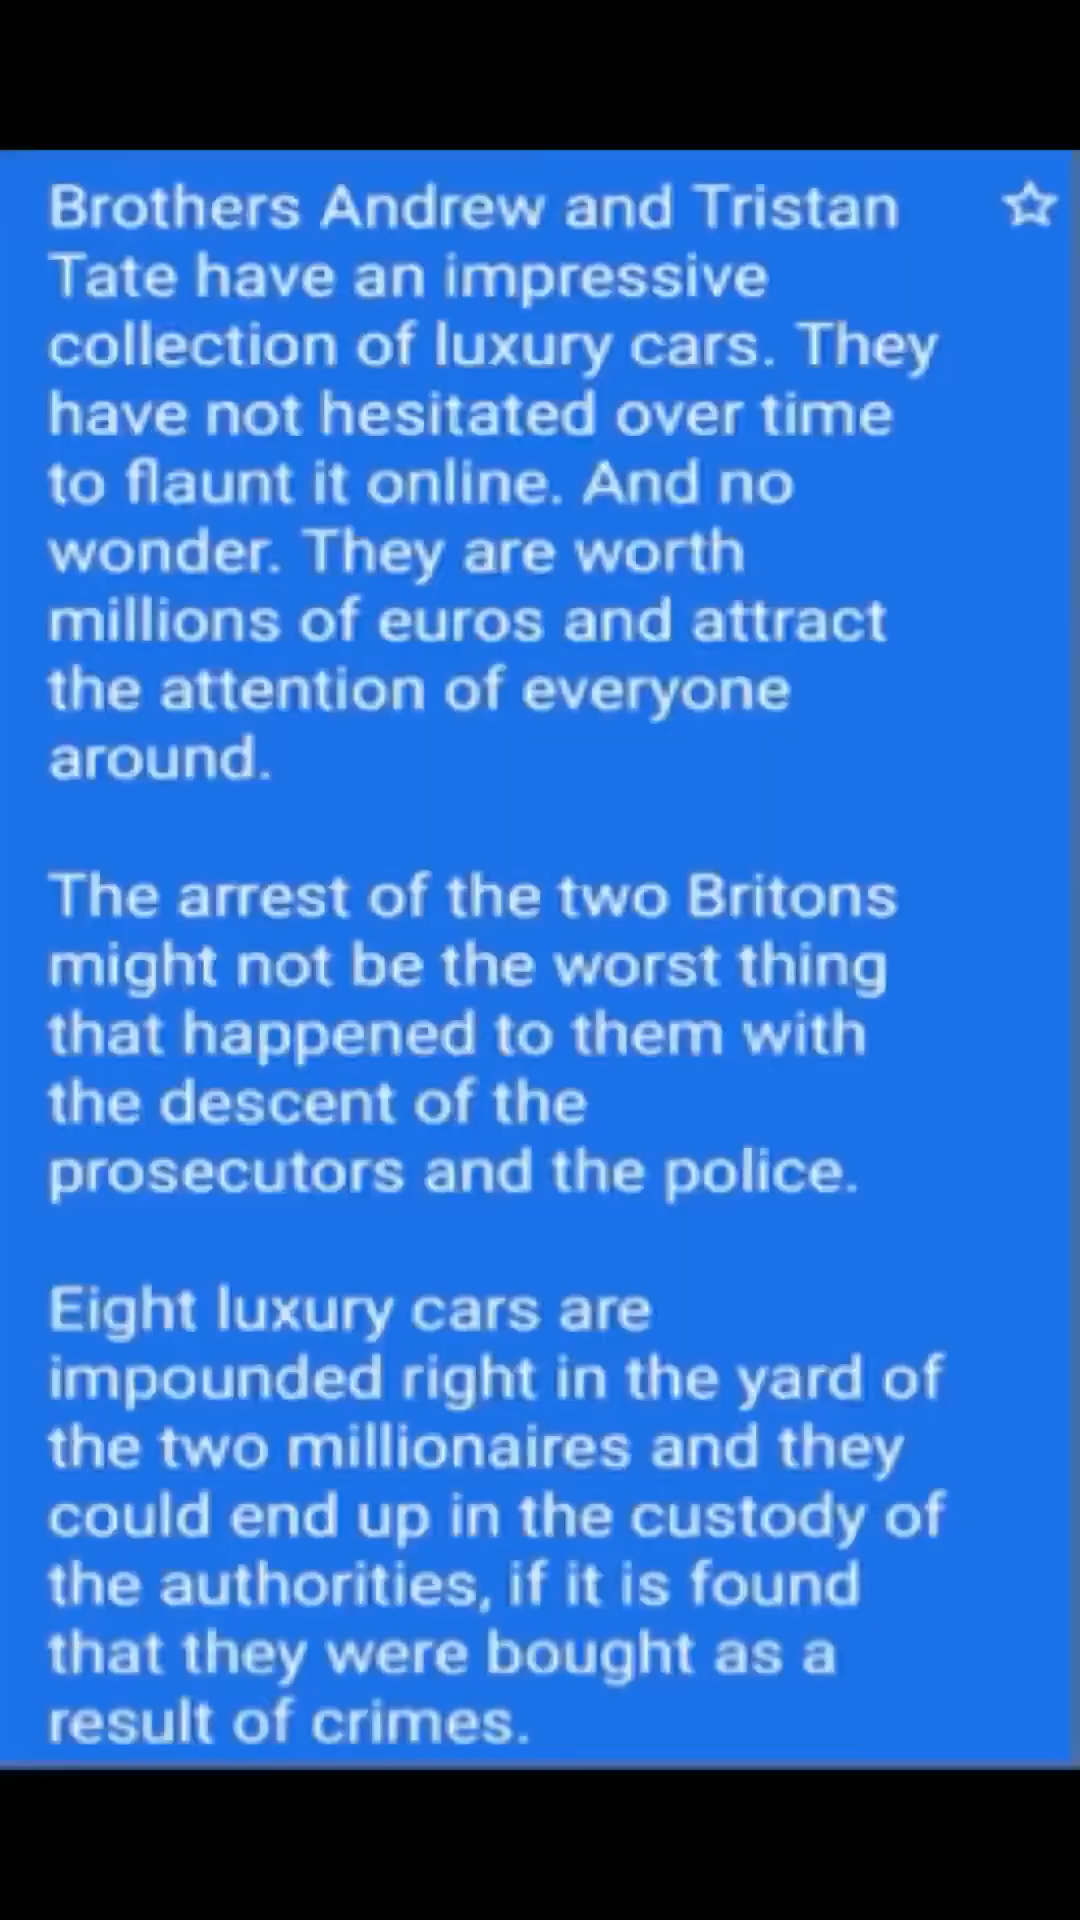 Brothers Andrew and Tristan
Tate have an impressive
collection of luxury cars. They
have not hesitated over time
to flaunt it online. And no
wonder. They are worth
millions of euros and attract
the attention of everyone
around.
The arrest of the two Britons
might not be the worst thing
that happened to them with
the descent of the
prosecutors and the police.
Eight luxury cars are
impounded right in the yard of
the two millionaires and they
could end up in the custody of
the authorities, if it is found
that they were bought as a
result of crimes.